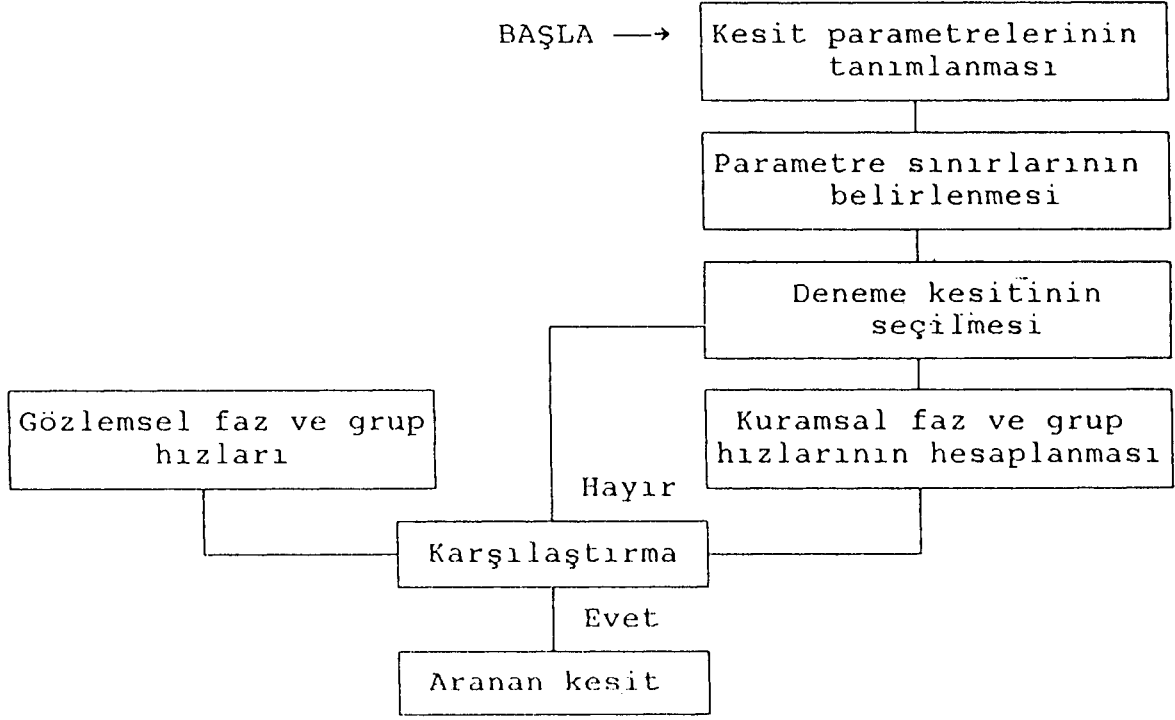 BAŞLA → Kesit parametrelerinin
tanımlanması
Parametre sınırlarının
belirlenmesi
Deneme kesitinin
seçilmesi
Gözlemsel faz ve grup
hızları
Kuramsal faz ve grup
hızlarının hesaplanması
Hayır
Karşılaştırma
Evet
Aranan kesit